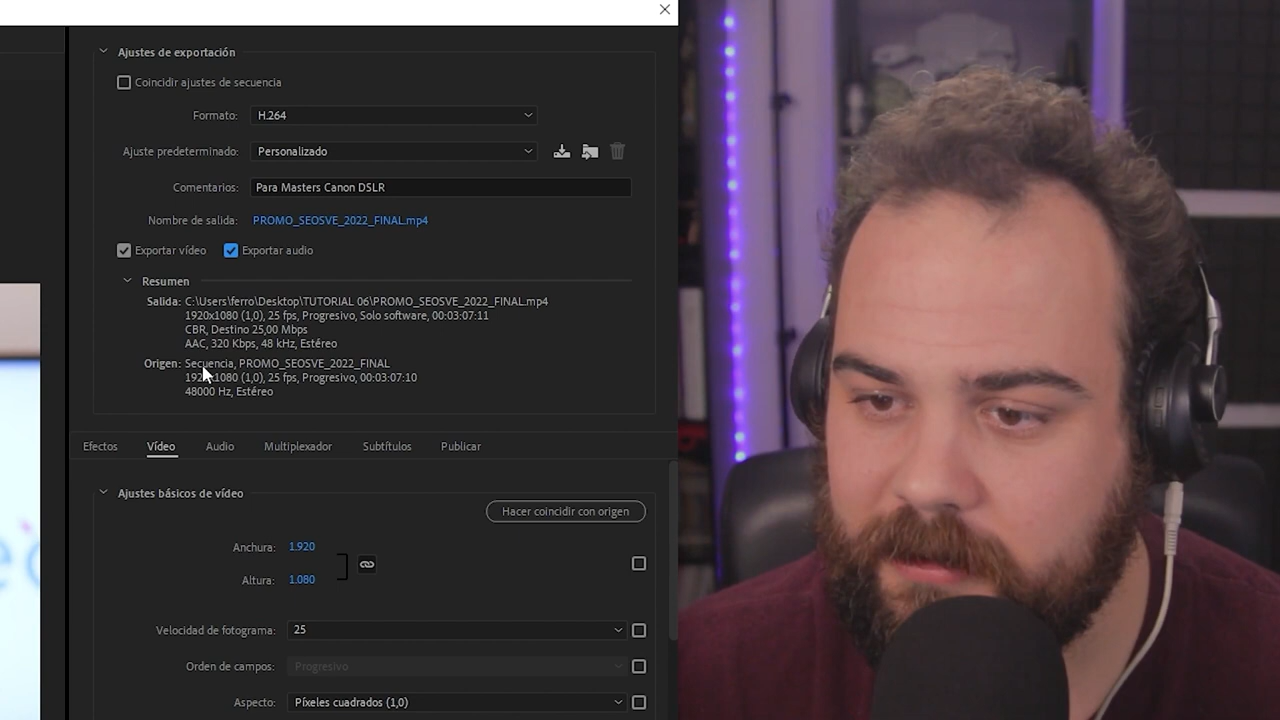 Ajustes de exportación
Coincidir ajustes de secuencia
Formato: H.264
Ajuste predeterminado: Personalizado
Comentarios: Para Masters Canon DSLR
Nombre de salida: PROMO_SEOSVE_2022_FINAL.mp4
Exportar vídeo Exportar audio
Resumen
Salida: C:\Users\ferro\Desktop\TUTORIAL 06\PROMO_SEOSVE_2022_FINAL.mp4
1920x1080 (1,0), 25 fps, Progresivo, Solo software, 00:03:07:11
CBR, Destino 25,00 Mbps
AAC, 320 Kbps, 48 kHz, Estéreo
Origen: Secuencia, PROMO_SEOSVE_2022_FINAL
1920x1080 (1,0), 25 fps, Progresivo, 00:03:07:10
48000 Hz, Estéreo
Efectos Vídeo Audio Multiplexador Subtítulos Publicar
Ajustes básicos de vídeo
Hacer coincidir con origen
Anchura: 1.920
Altura: 1.080
Velocidad de fotograma: 25
Orden de campos: Progresivo
Aspecto: Píxeles cuadrados (1,0)